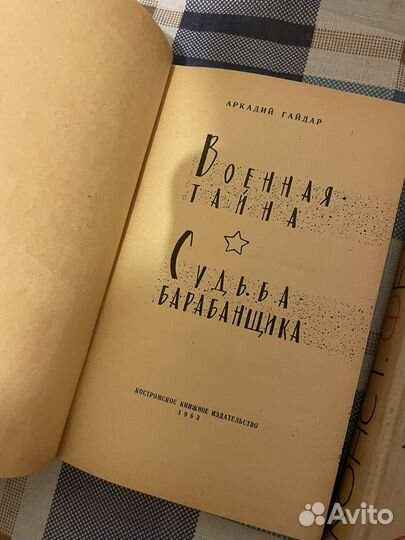 АРКАДИЙ ГАЙДАР
ВОЕННАЯ
ТАЙНА
СУДЬБА
БАРАБАНЩИКА
КОСТРОМСКОЕ КНИЖНОЕ ИЗДАТЕЛЬСТВО
1963
Avito